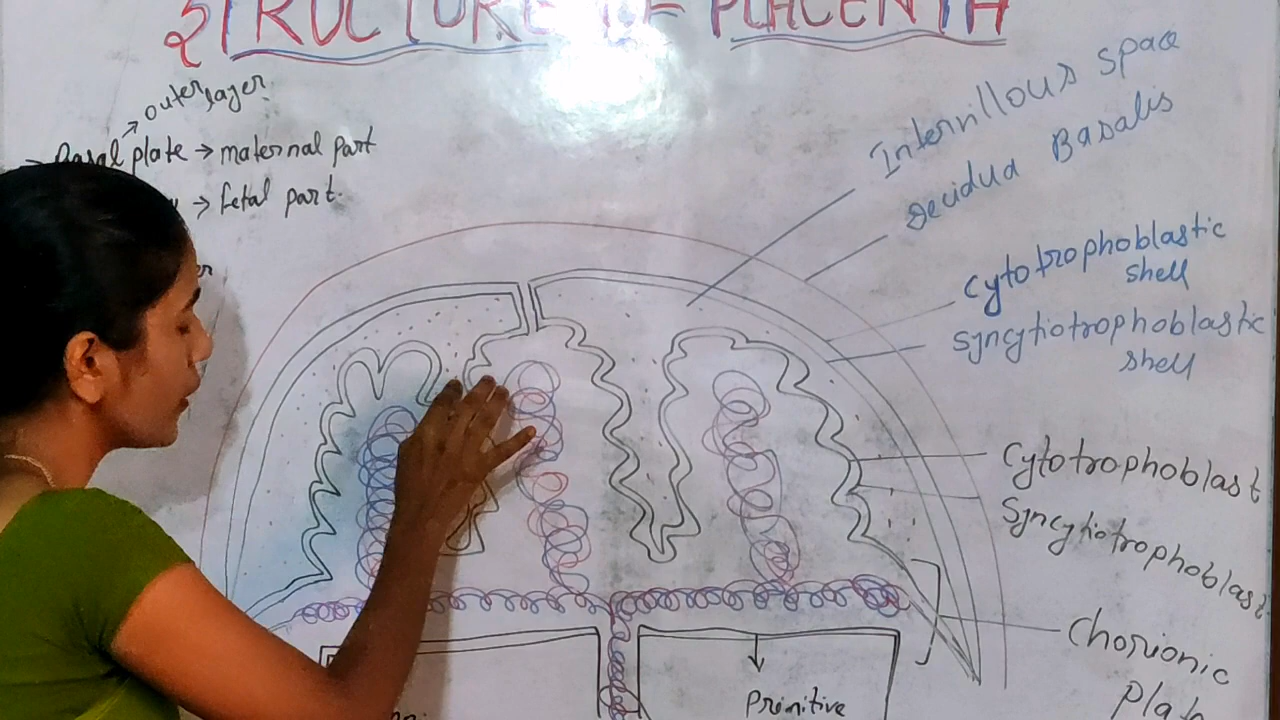 STRUCTURE OF PLACENTA
outer layer
Basal plate → maternal part
→ fetal part.
Intervillous space
decidua Basalis
Cytotrophoblastic
shell
Syncytiotrophoblastic
shell
Cytotrophoblast
Syncytiotrophoblast
Chorionic
Plate
Primitive